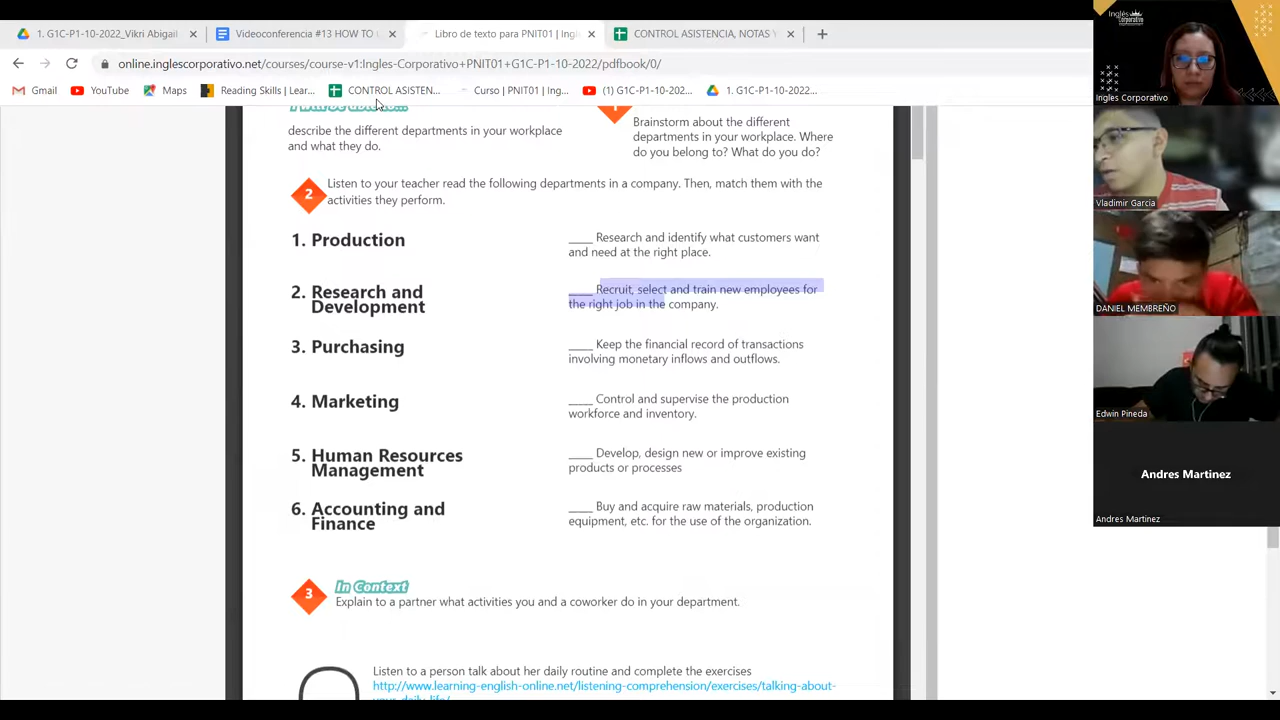 1. G1C-P1-10-2022_Vikri Abigail
Videoconferencia #13 HOW TO
Libro de texto para PNIT01 | Ingl
CONTROL ASISTENCIA, NOTAS Y
online.inglescorporativo.net/courses/course-v1:Ingles-Corporativo+PNIT01+G1C-P1-10-2022/pdfbook/0/
Gmail
YouTube
Maps
Reading Skills | Lear...
CONTROL ASISTEN...
Curso | PNIT01 | Ing...
(1) G1C-P1-10-202...
1. G1C-P1-10-2022...
describe the different departments in your workplace
and what they do.
Brainstorm about the different
departments in your workplace. Where
do you belong to? What do you do?
2
Listen to your teacher read the following departments in a company. Then, match them with the
activities they perform.
1. Production
_____ Research and identify what customers want
and need at the right place.
2. Research and
Development
_____ Recruit, select and train new employees for
the right job in the company.
3. Purchasing
_____ Keep the financial record of transactions
involving monetary inflows and outflows.
4. Marketing
_____ Control and supervise the production
workforce and inventory.
5. Human Resources
Management
_____ Develop, design new or improve existing
products or processes
6. Accounting and
Finance
_____ Buy and acquire raw materials, production
equipment, etc. for the use of the organization.
3
In Context
Explain to a partner what activities you and a coworker do in your department.
Listen to a person talk about her daily routine and complete the exercises
http://www.learning-english-online.net/listening-comprehension/exercises/talking-about-
Inglés
Corporativo
Ingles Corporativo
Vladimir Garcia
DANIEL MEMBREÑO
Edwin Pineda
Andres Martinez
Andres Martinez